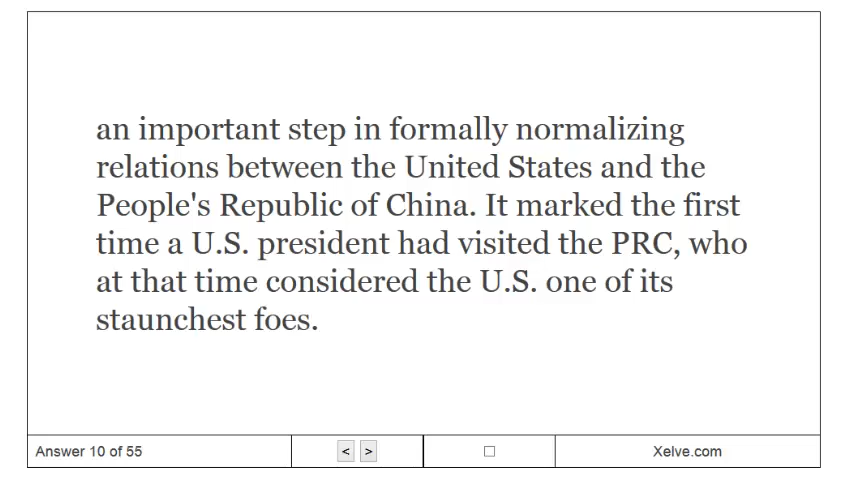 an important step in formally normalizing
relations between the United States and the
People's Republic of China. It marked the first
time a U.S. president had visited the PRC, who
at that time considered the U.S. one of its
staunchest foes.
Answer 10 of 55 < > Xelve.com